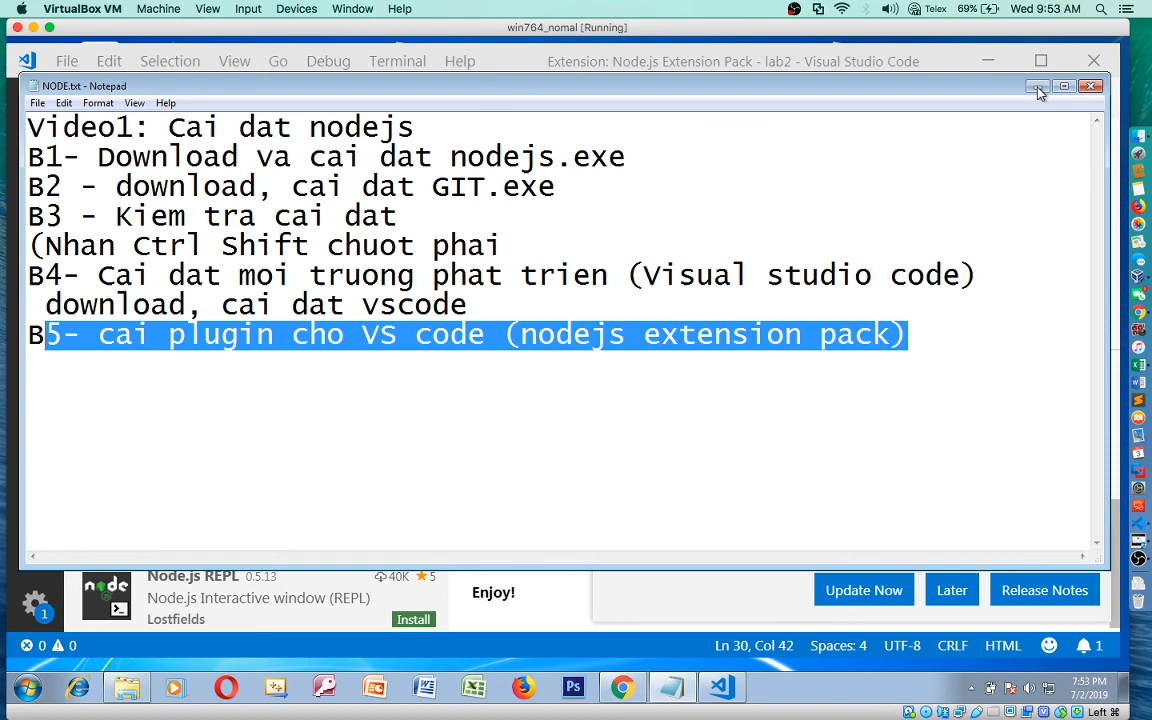 VirtualBox VM Machine View Input Devices Window Help Telex 69% Wed 9:53 AM
win764_nomal [Running]
File Edit Selection View Go Debug Terminal Help Extension: Node.js Extension Pack - lab2 - Visual Studio Code
NODE.txt - Notepad
File Edit Format View Help
Video1: Cai dat nodejs
B1- Download va cai dat nodejs.exe
B2 - download, cai dat GIT.exe
B3 - Kiem tra cai dat
(Nhan Ctrl Shift chuot phai
B4- Cai dat moi truong phat trien (Visual studio code)
download, cai dat vscode
B5- cai plugin cho VS code (nodejs extension pack)
Node.js REPL 0.5.13 40K 5
Node.js Interactive window (REPL)
Lostfields Install
Enjoy!
Update Now Later Release Notes
1
0 0 Ln 30, Col 42 Spaces: 4 UTF-8 CRLF HTML 1
7:53 PM
7/2/2019
Left ⌘